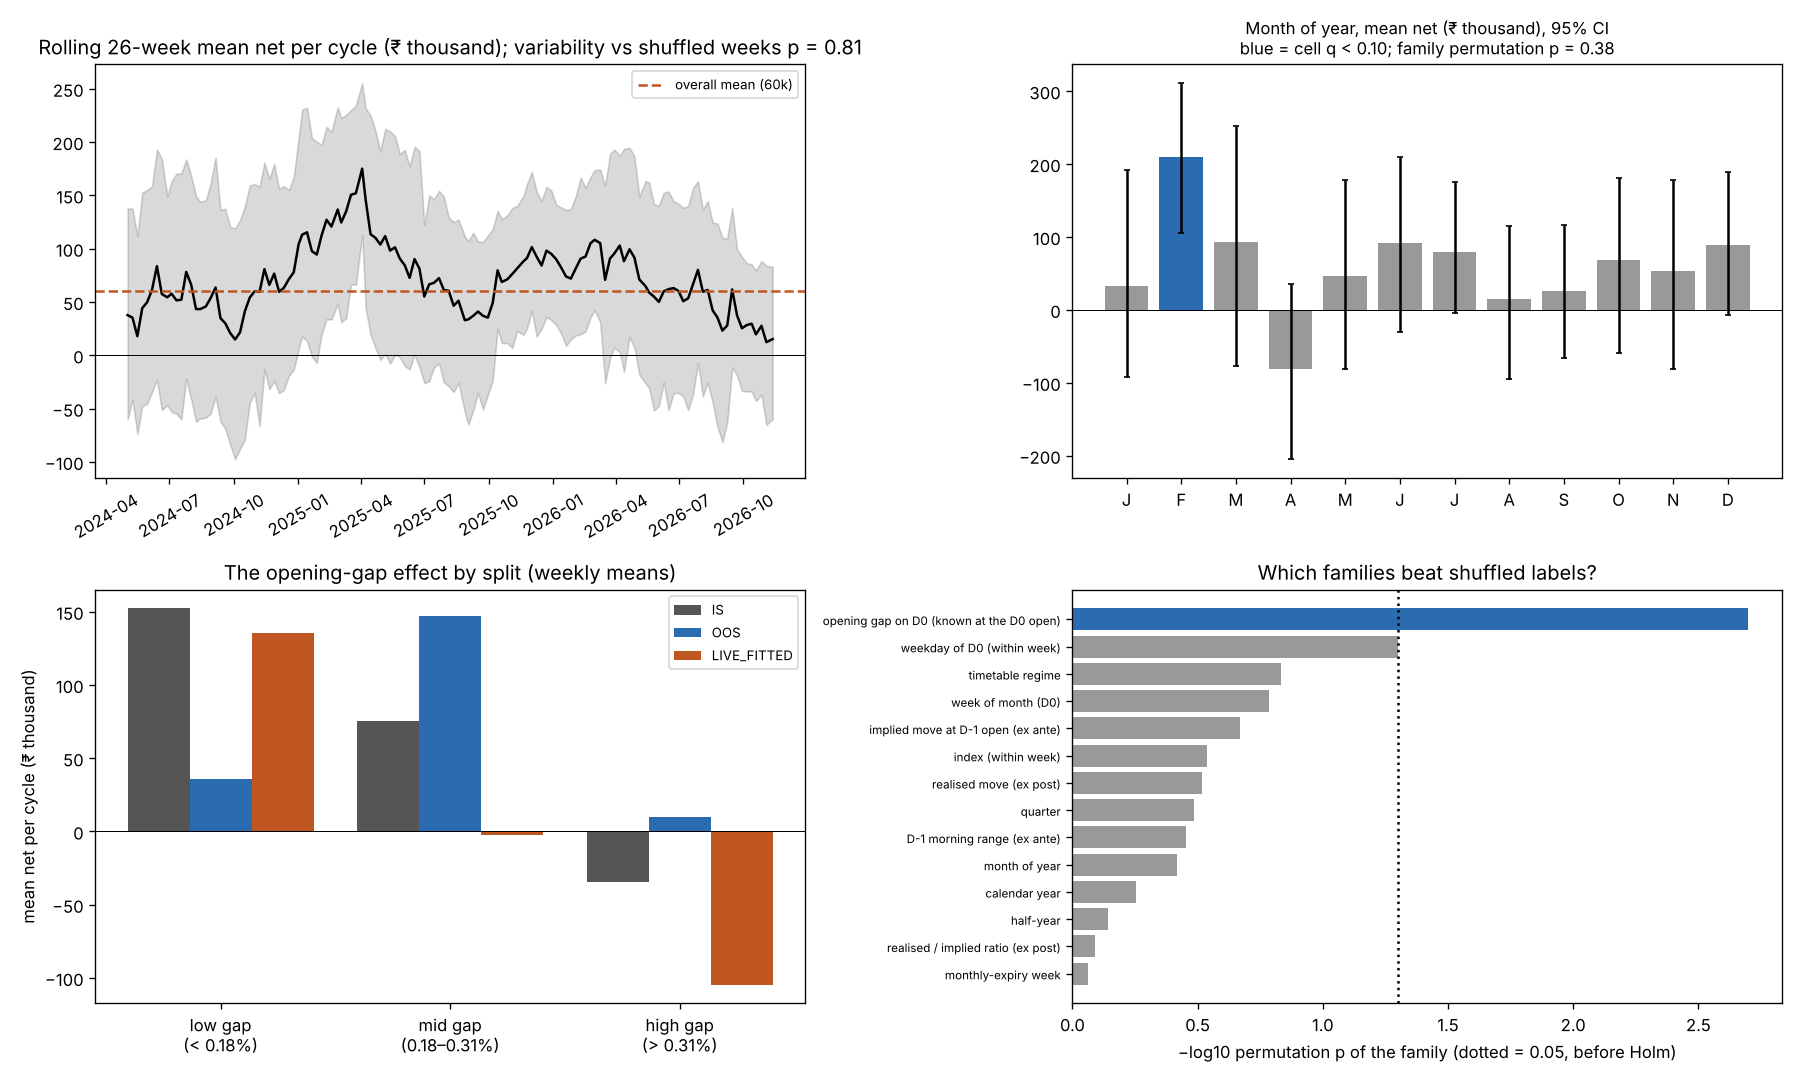 Rolling 26-week mean net per cycle (₹ thousand); variability vs shuffled weeks p = 0.81
overall mean (60k)
250
200
150
100
50
0
−50
−100
2024-04
2024-07
2024-10
2025-01
2025-04
2025-07
2025-10
2026-01
2026-04
2026-07
2026-10
Month of year, mean net (₹ thousand), 95% CI
blue = cell q < 0.10; family permutation p = 0.38
300
200
100
0
−100
−200
J
F
M
A
M
J
J
A
S
O
N
D
The opening-gap effect by split (weekly means)
IS
OOS
LIVE_FITTED
mean net per cycle (₹ thousand)
150
100
50
0
−50
−100
low gap
(< 0.18%)
mid gap
(0.18–0.31%)
high gap
(> 0.31%)
Which families beat shuffled labels?
opening gap on D0 (known at the D0 open)
weekday of D0 (within week)
timetable regime
week of month (D0)
implied move at D-1 open (ex ante)
index (within week)
realised move (ex post)
quarter
D-1 morning range (ex ante)
month of year
calendar year
half-year
realised / implied ratio (ex post)
monthly-expiry week
0.0
0.5
1.0
1.5
2.0
2.5
−log10 permutation p of the family (dotted = 0.05, before Holm)